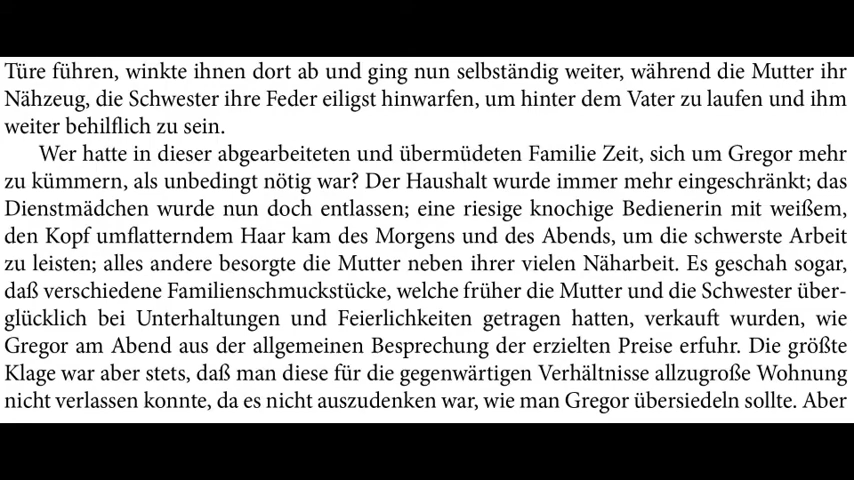 Türe führen, winkte ihnen dort ab und ging nun selbständig weiter, während die Mutter ihr
Nähzeug, die Schwester ihre Feder eiligst hinwarfen, um hinter dem Vater zu laufen und ihm
weiter behilflich zu sein.
Wer hatte in dieser abgearbeiteten und übermüdeten Familie Zeit, sich um Gregor mehr
zu kümmern, als unbedingt nötig war? Der Haushalt wurde immer mehr eingeschränkt; das
Dienstmädchen wurde nun doch entlassen; eine riesige knochige Bedienerin mit weißem,
den Kopf umflatterndem Haar kam des Morgens und des Abends, um die schwerste Arbeit
zu leisten; alles andere besorgte die Mutter neben ihrer vielen Näharbeit. Es geschah sogar,
daß verschiedene Familienschmuckstücke, welche früher die Mutter und die Schwester über-
glücklich bei Unterhaltungen und Feierlichkeiten getragen hatten, verkauft wurden, wie
Gregor am Abend aus der allgemeinen Besprechung der erzielten Preise erfuhr. Die größte
Klage war aber stets, daß man diese für die gegenwärtigen Verhältnisse allzugroße Wohnung
nicht verlassen konnte, da es nicht auszudenken war, wie man Gregor übersiedeln sollte. Aber